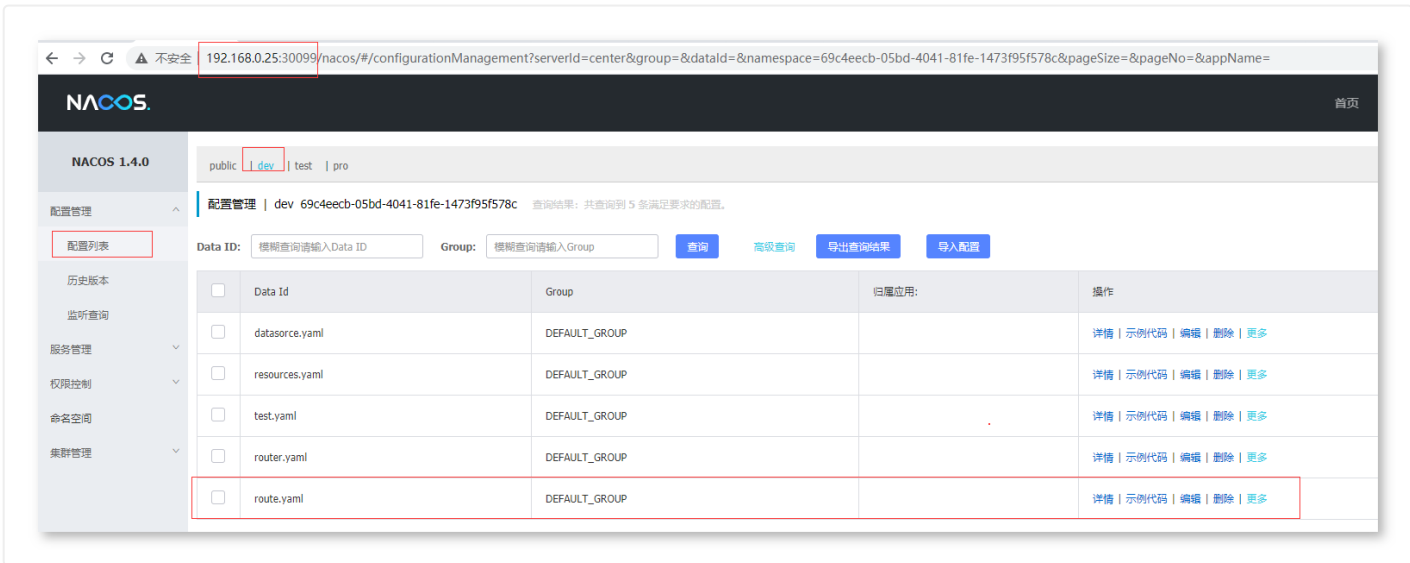 不安全 192.168.0.25:30099/nacos/#/configurationManagement?serverId=center&group=&dataId=&namespace=69c4eecb-05bd-4041-81fe-1473f95f578c&pageSize=&pageNo=&appName=
NACOS.
首页
NACOS 1.4.0
public | dev | test | pro
配置管理
配置管理 | dev 69c4eecb-05bd-4041-81fe-1473f95f578c 查询结果：共查询到 5 条满足要求的配置。
配置列表
Data ID: 模糊查询请输入Data ID Group: 模糊查询请输入Group 查询 高级查询 导出查询结果 导入配置
历史版本
Data Id Group 归属应用: 操作
监听查询
datasorce.yaml DEFAULT_GROUP 详情 | 示例代码 | 编辑 | 删除 | 更多
服务管理
resources.yaml DEFAULT_GROUP 详情 | 示例代码 | 编辑 | 删除 | 更多
权限控制
test.yaml DEFAULT_GROUP 详情 | 示例代码 | 编辑 | 删除 | 更多
命名空间
router.yaml DEFAULT_GROUP 详情 | 示例代码 | 编辑 | 删除 | 更多
集群管理
route.yaml DEFAULT_GROUP 详情 | 示例代码 | 编辑 | 删除 | 更多